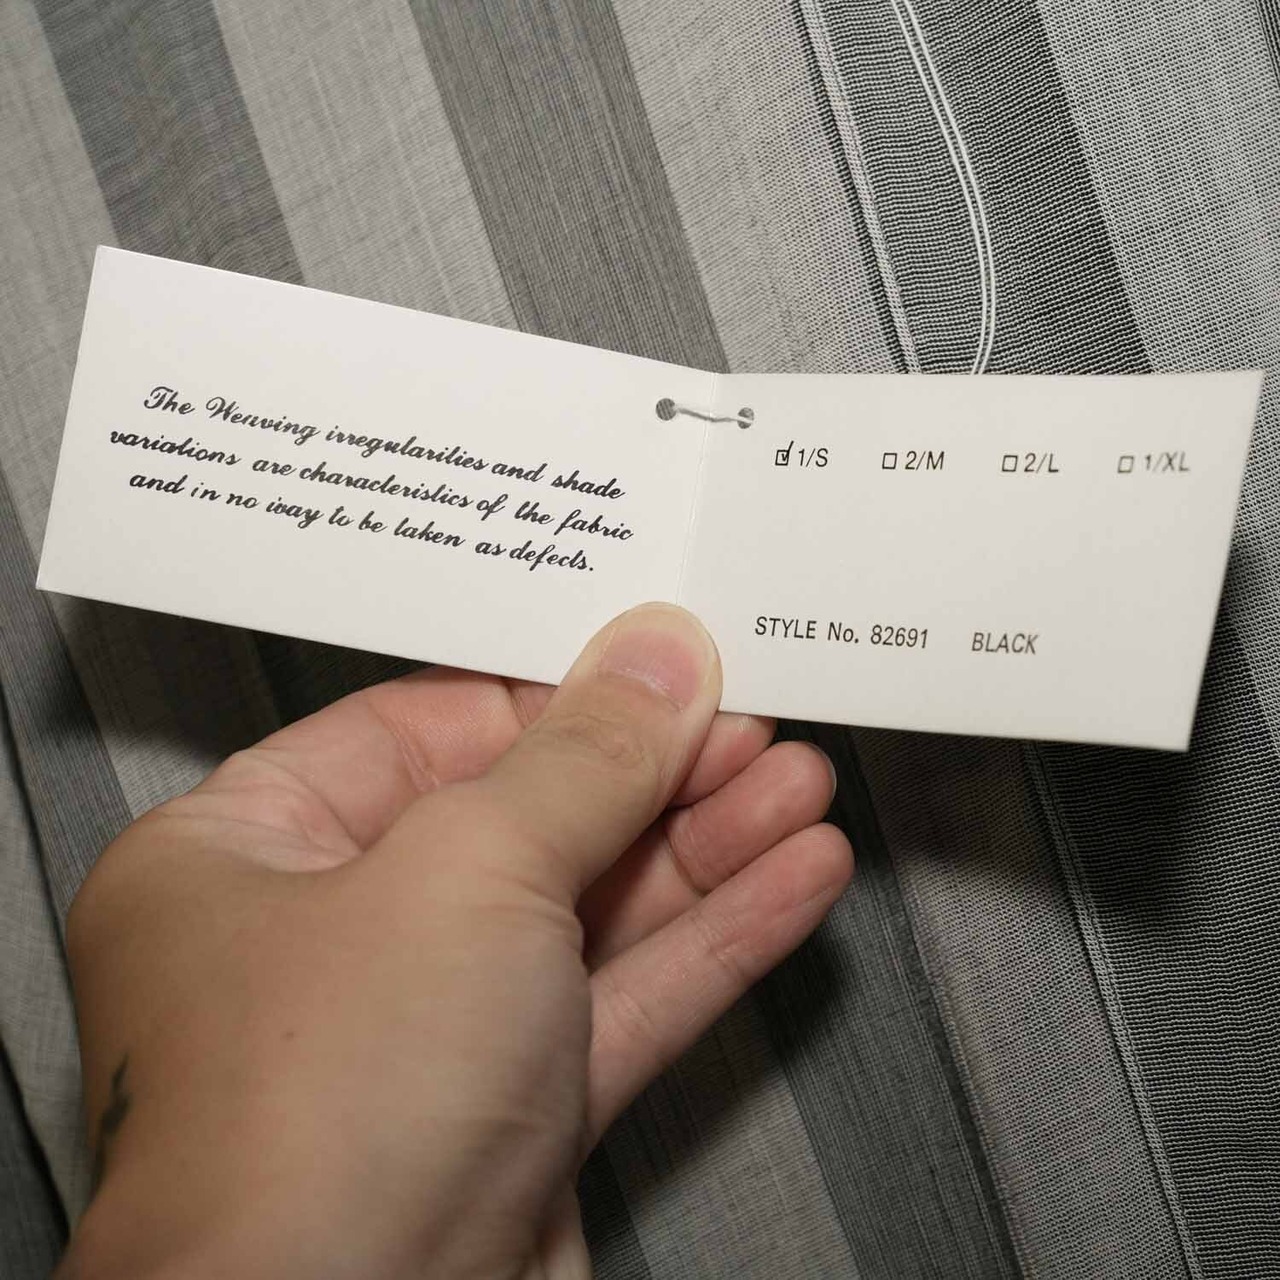 The Weaving irregularities and shade
variations are characteristics of the fabric
and in no way to be taken as defects.
☑ 1/S ☐ 2/M ☐ 2/L ☐ 1/XL
STYLE No. 82691 BLACK